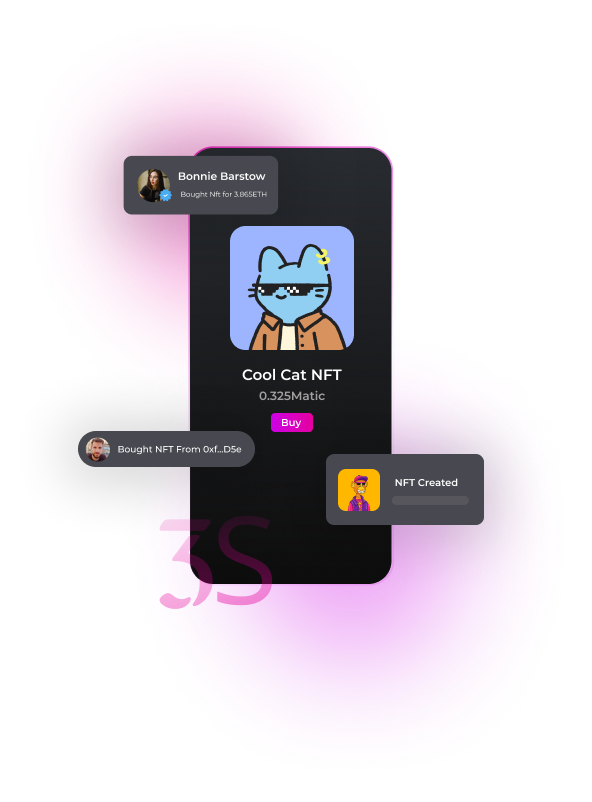 Bonnie Barstow
Bought Nft for 3.865ETH
Cool Cat NFT
0.325Matic
Buy
Bought NFT From 0xf...D5e
NFT Created
3S